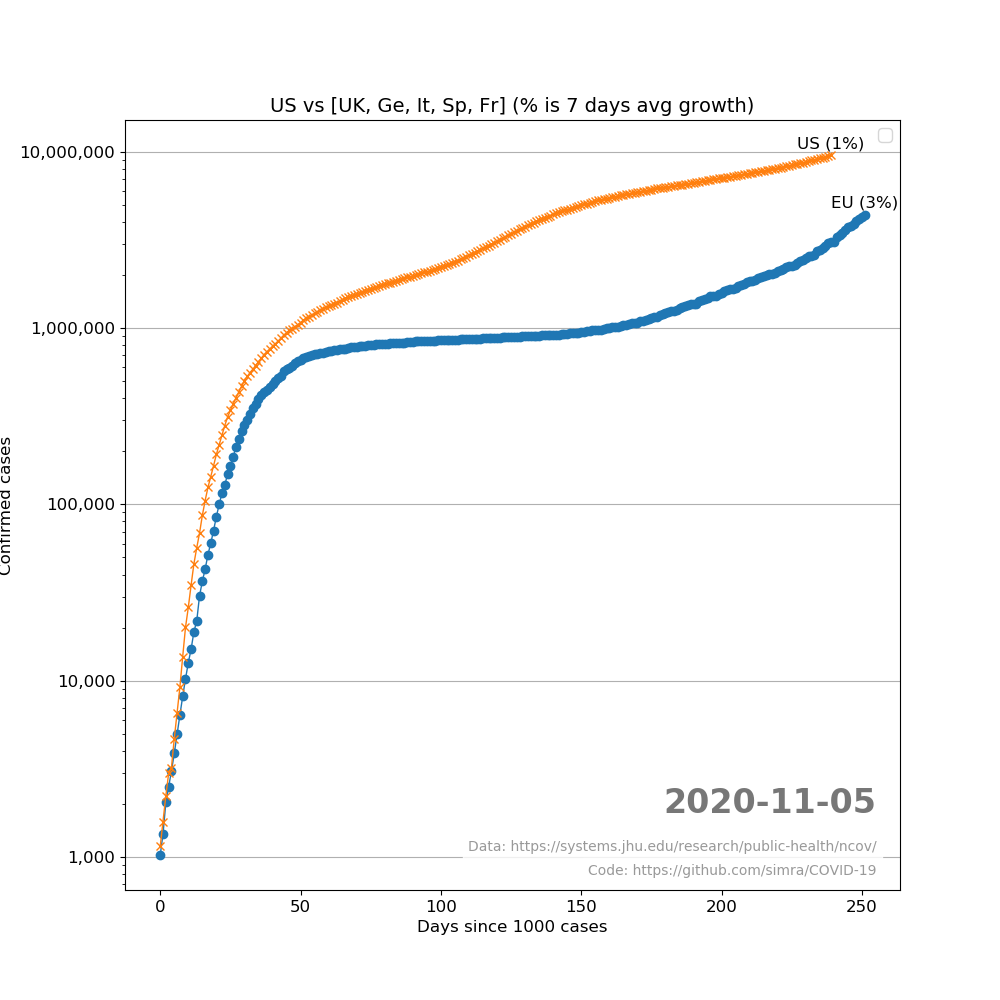 US vs [UK, Ge, It, Sp, Fr] (% is 7 days avg growth)
10,000,000
1,000,000
100,000
10,000
1,000
Confirmed cases
US (1%)
EU (3%)
2020-11-05
Data: https://systems.jhu.edu/research/public-health/ncov/
Code: https://github.com/simra/COVID-19
0 50 100 150 200 250
Days since 1000 cases